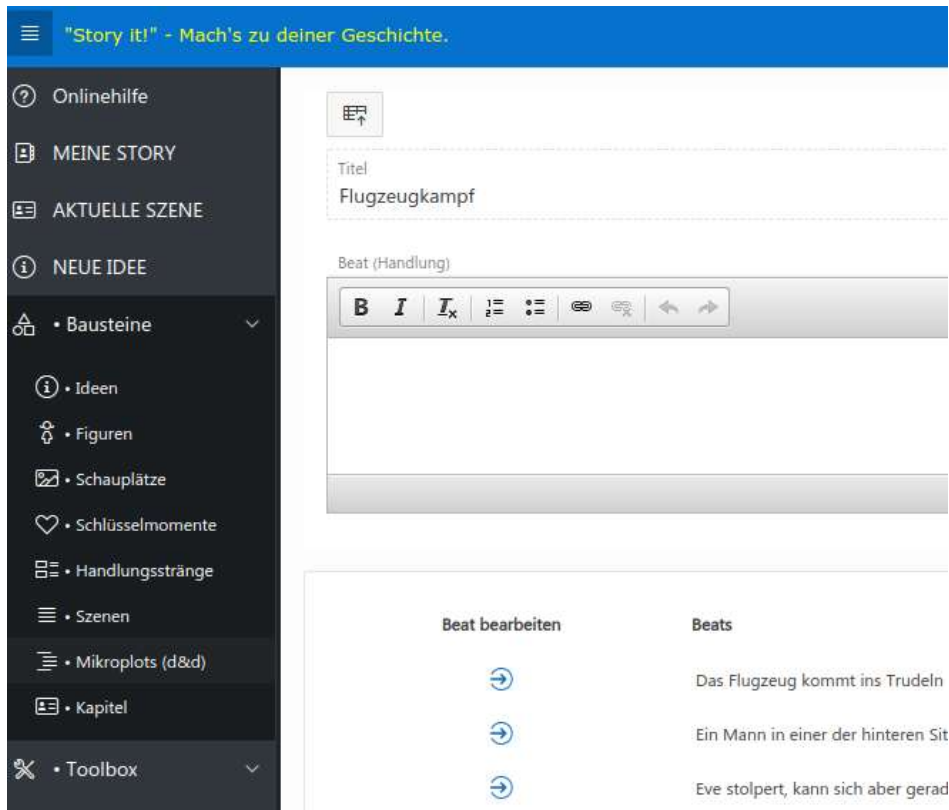 "Story it!" - Mach's zu deiner Geschichte.
Onlinehilfe
MEINE STORY
AKTUELLE SZENE
NEUE IDEE
• Bausteine
• Ideen
• Figuren
• Schauplätze
• Schlüsselmomente
• Handlungsstränge
• Szenen
• Mikroplots (d&d)
• Kapitel
• Toolbox
Titel
Flugzeugkampf
Beat (Handlung)
B I Tx
Beat bearbeiten Beats
Das Flugzeug kommt ins Trudeln
Ein Mann in einer der hinteren Sit
Eve stolpert, kann sich aber gerad